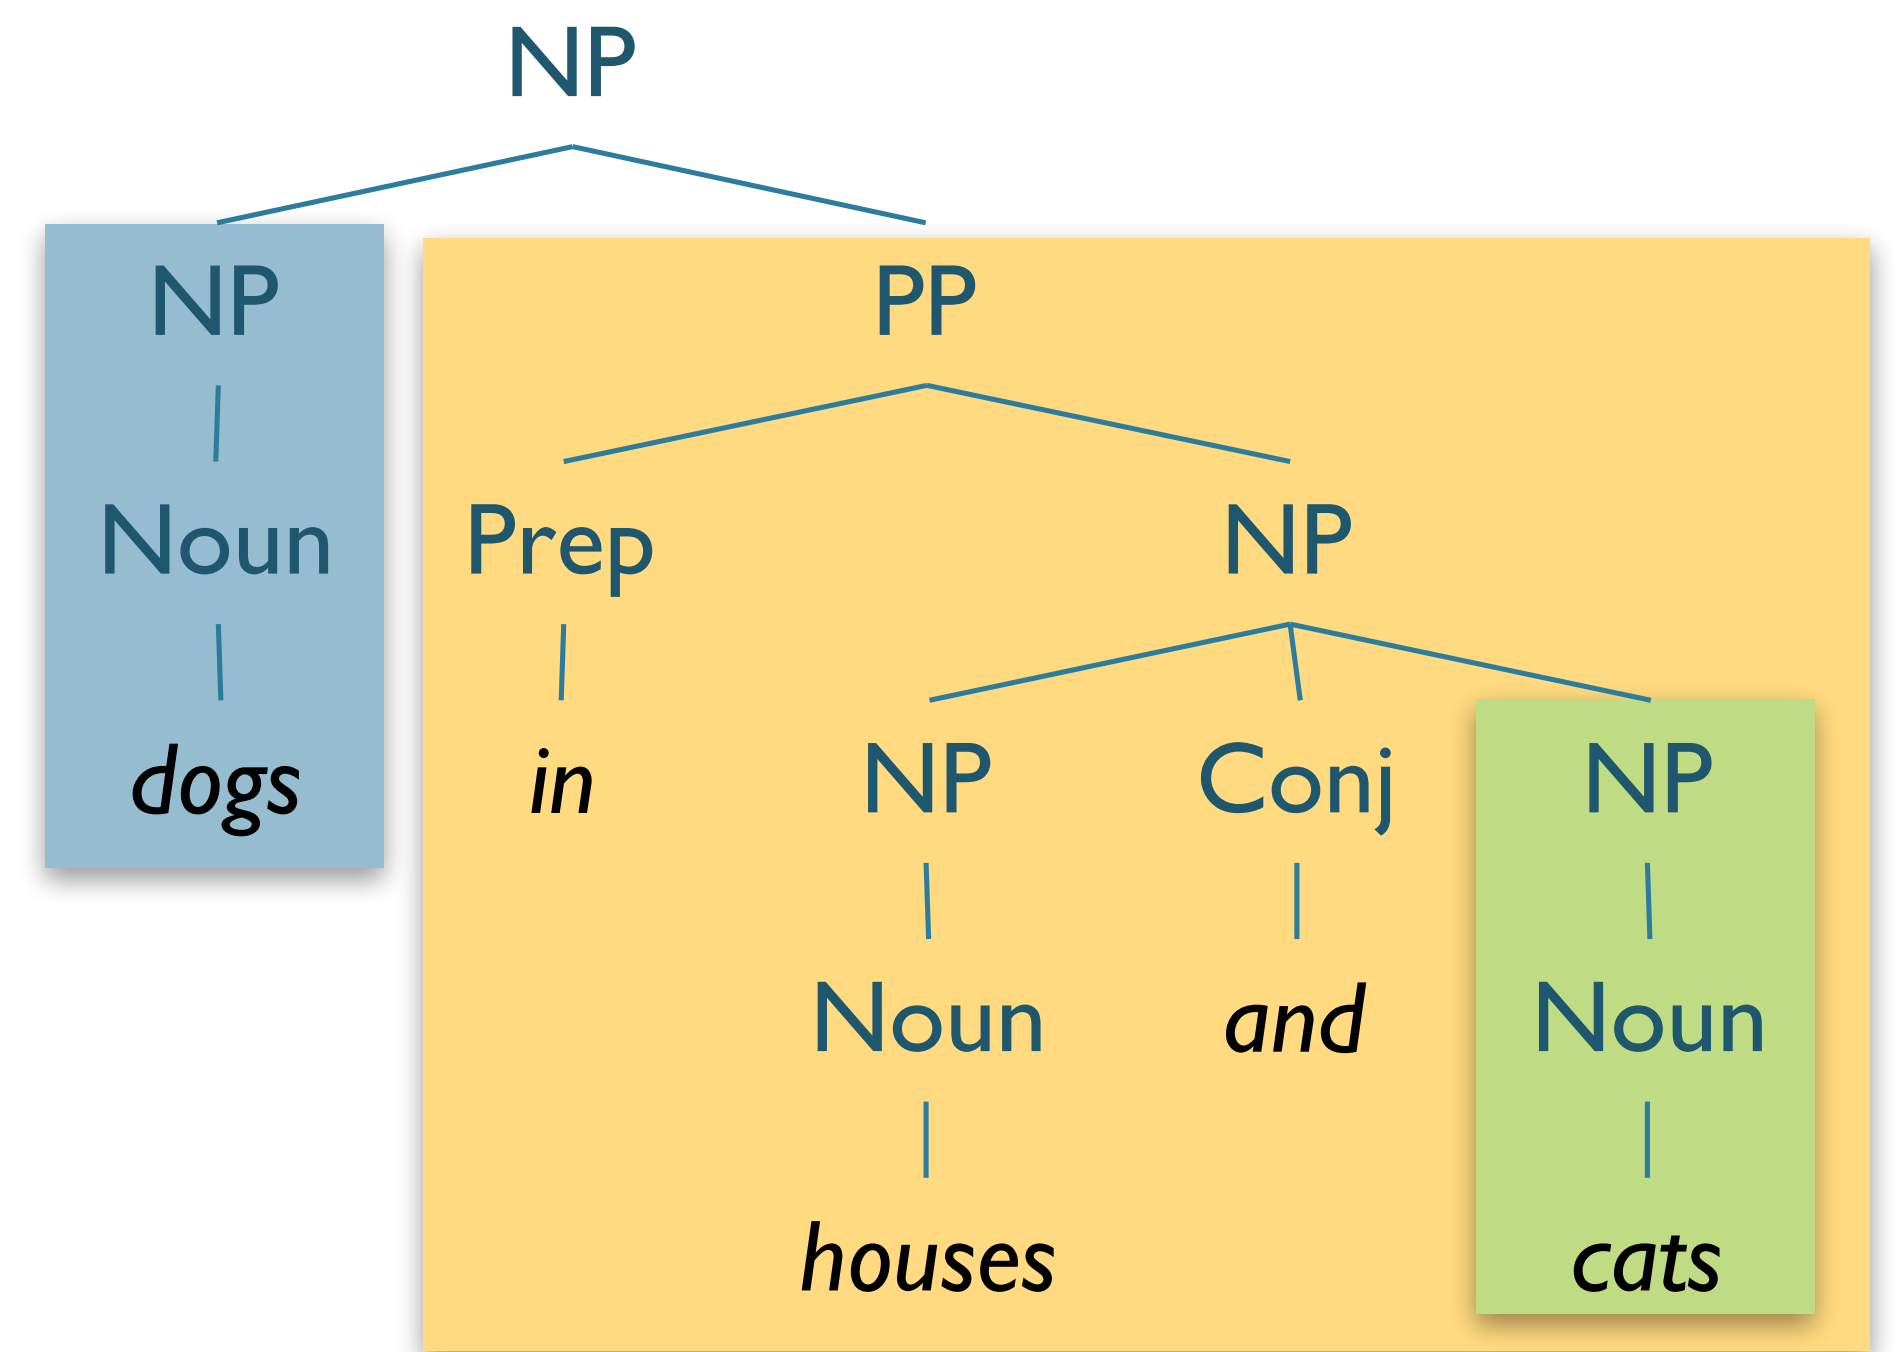 NP
NP PP
Noun Prep NP
dogs in NP Conj NP
Noun and Noun
houses cats